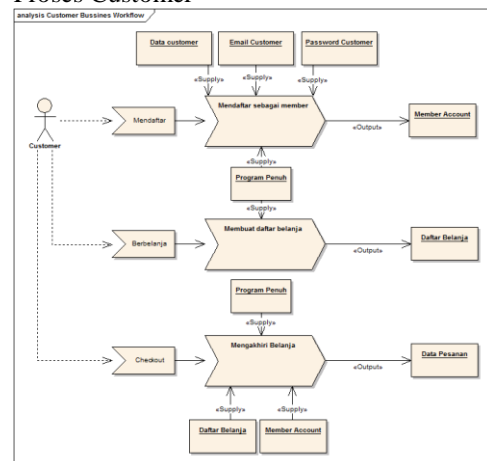 Proses Customer
analysis Customer Bussines Workflow
Data customer
Email Customer
Password Customer
«Supply»
«Supply»
«Supply»
Mendaftar sebagai member
Mendaftar
Customer
«Output»
Member Account
«Supply»
Program Penuh
«Supply»
Berbelanja
Membuat daftar belanja
«Output»
Daftar Belanja
Program Penuh
«Supply»
Mengakhiri Belanja
Checkout
«Output»
Data Pesanan
«Supply»
«Supply»
Daftar Belanja
Member Account